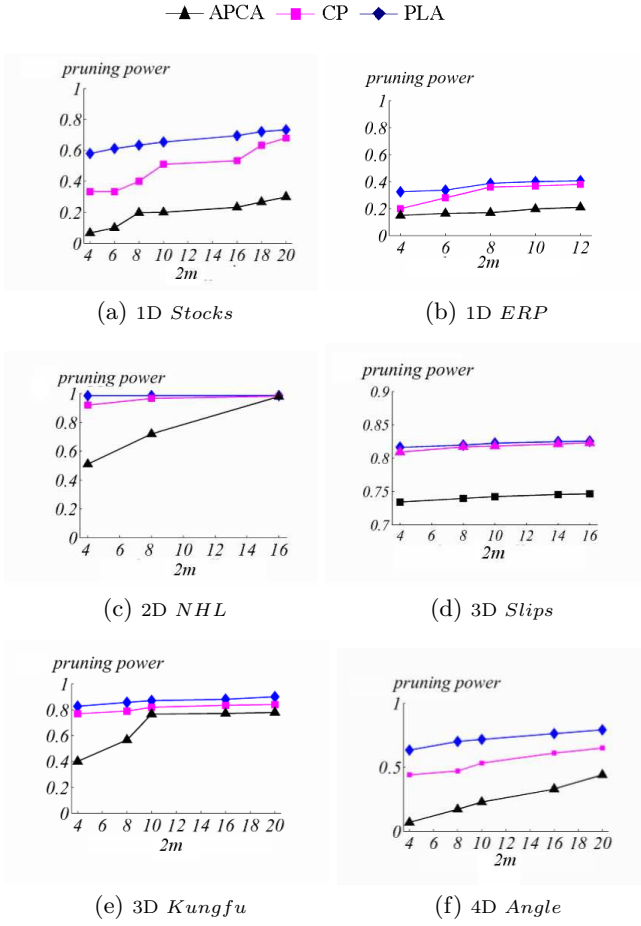 APCA CP PLA
pruning power
1
0.8
0.6
0.4
0.2
0
4 6 8 10 12 14 16 18 20
2m
(a) 1D Stocks
pruning power
1
0.8
0.6
0.4
0.2
0
4 6 8 10 12
2m
(b) 1D ERP
pruning power
1
0.8
0.6
0.4
0.2
0
4 6 8 10 12 14 16
2m
(c) 2D NHL
pruning power
0.9
0.85
0.8
0.75
0.7
4 6 8 10 12 14 16
2m
(d) 3D Slips
pruning power
1
0.8
0.6
0.4
0.2
0
4 6 8 10 12 14 16 18 20
2m
(e) 3D Kungfu
pruning power
1
0.5
0
4 6 8 10 12 14 16 18 20
2m
(f) 4D Angle